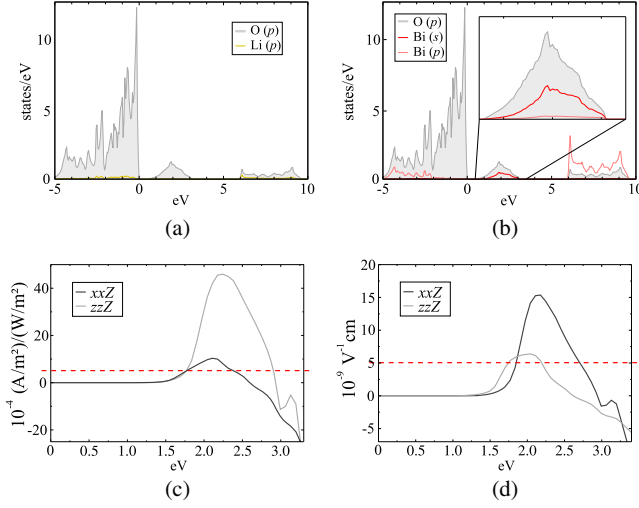 states/eV
10
5
0
-5
0
5
10
eV
O (p)
Li (p)
(a)
states/eV
10
5
0
-5
0
5
10
eV
O (p)
Bi (s)
Bi (p)
(b)
10⁻⁴ (A/m²)/(W/m²)
40
20
0
-20
0
0.5
1.0
1.5
2.0
2.5
3.0
eV
xxZ
zzZ
(c)
10⁻⁹ V⁻¹cm
20
15
10
5
0
-5
0
0.5
1.0
1.5
2.0
2.5
3.0
eV
xxZ
zzZ
(d)